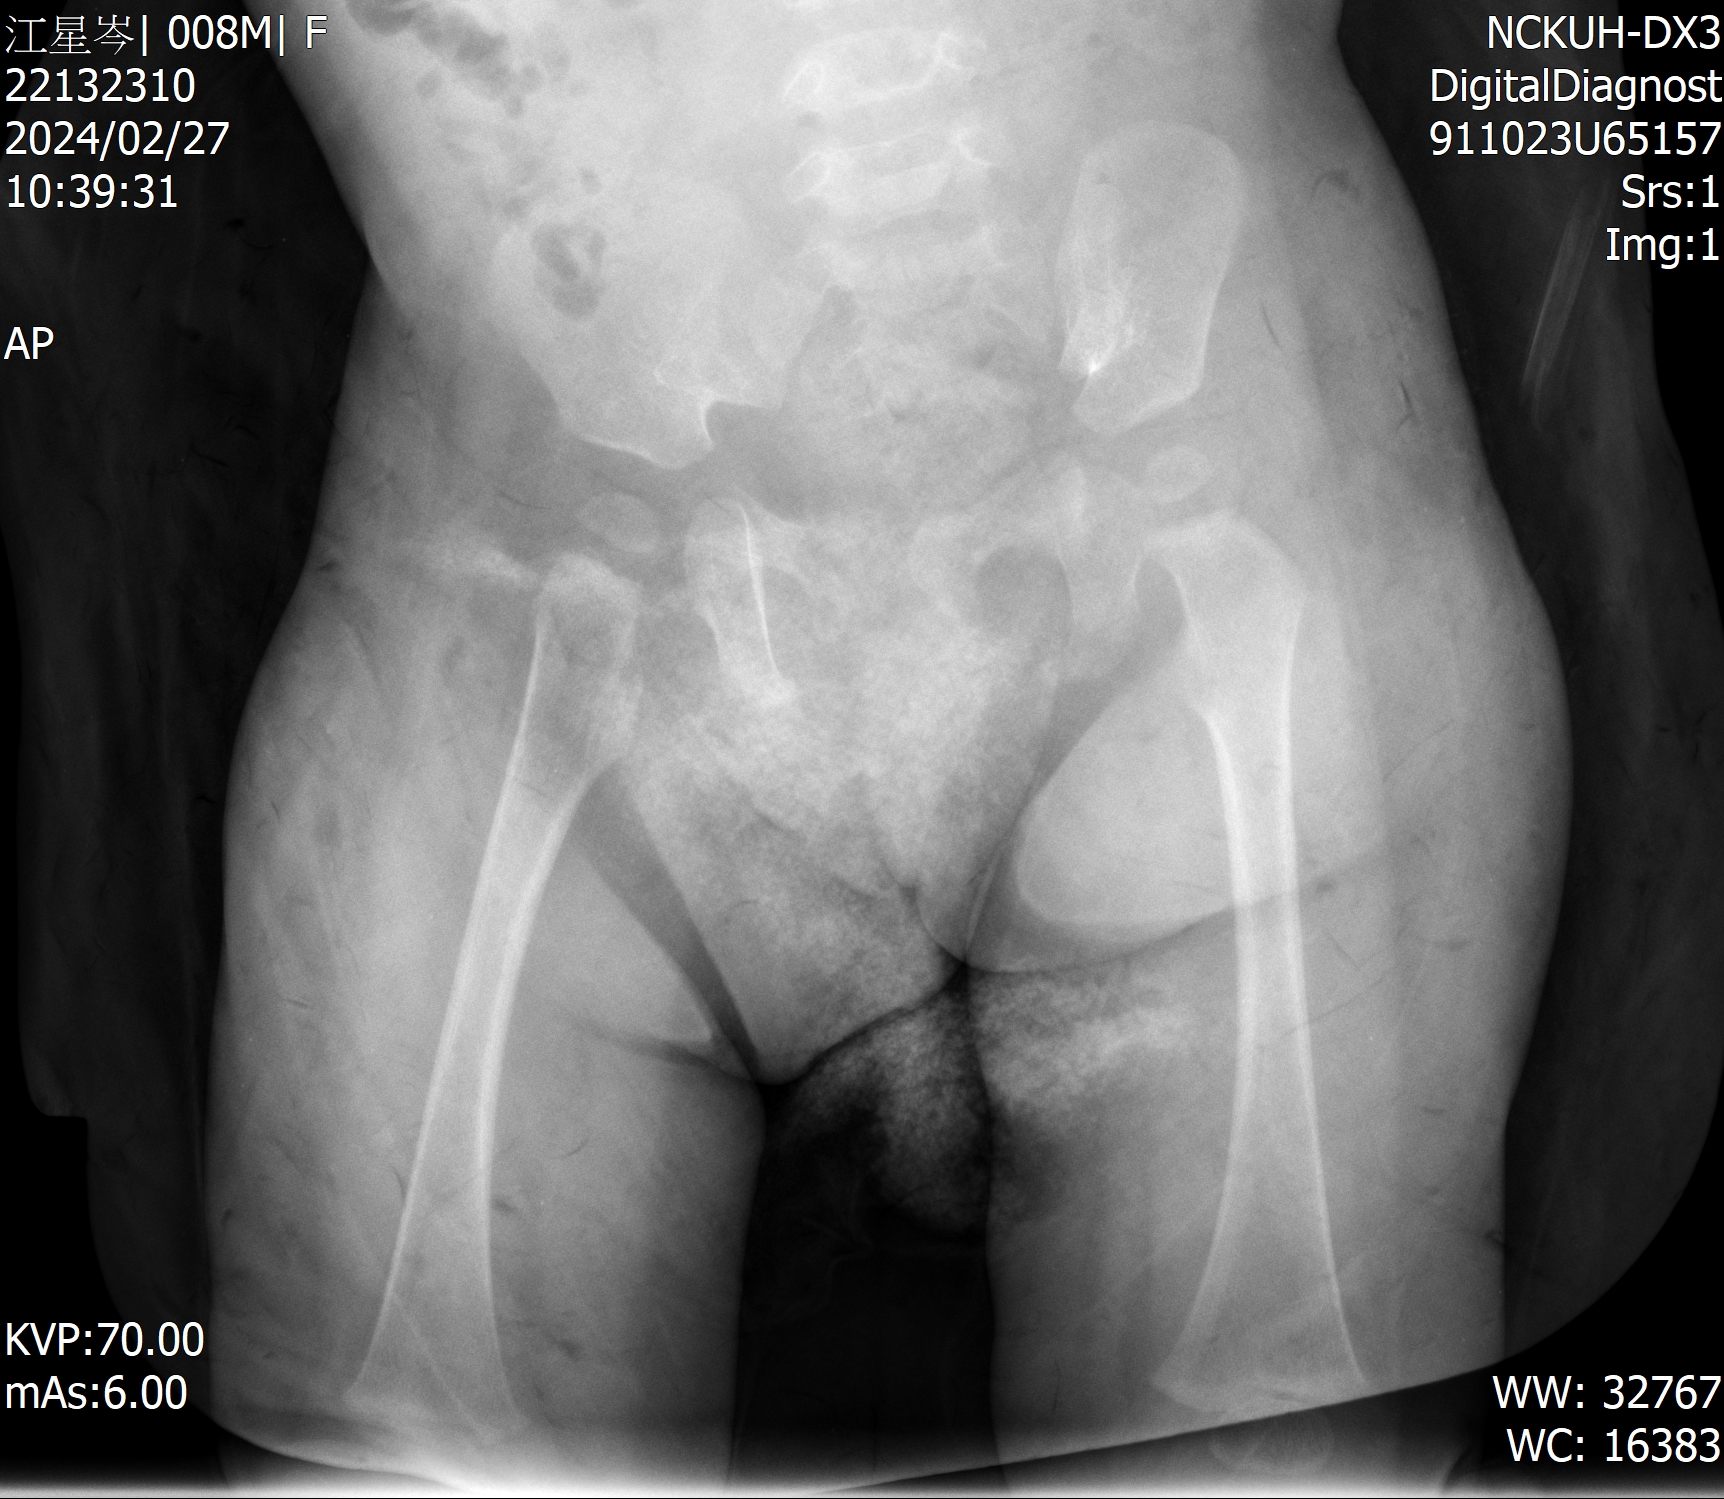 江星岑| 008M| F
22132310
2024/02/27
10:39:31
AP
NCKUH-DX3
DigitalDiagnost
911023U65157
Srs:1
Img:1
KVP:70.00
mAs:6.00
WW: 32767
WC: 16383